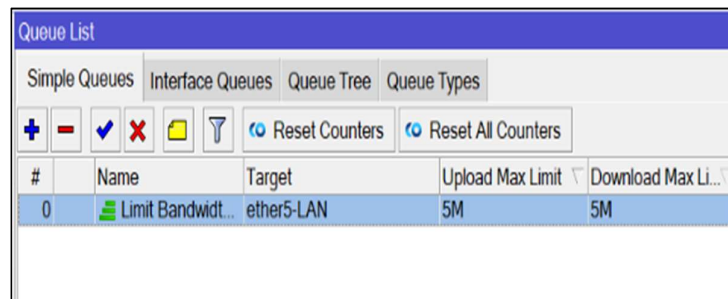 Queue List
Simple Queues Interface Queues Queue Tree Queue Types
Reset Counters Reset All Counters
# Name Target Upload Max Limit Download Max Li...
0 Limit Bandwidt... ether5-LAN 5M 5M